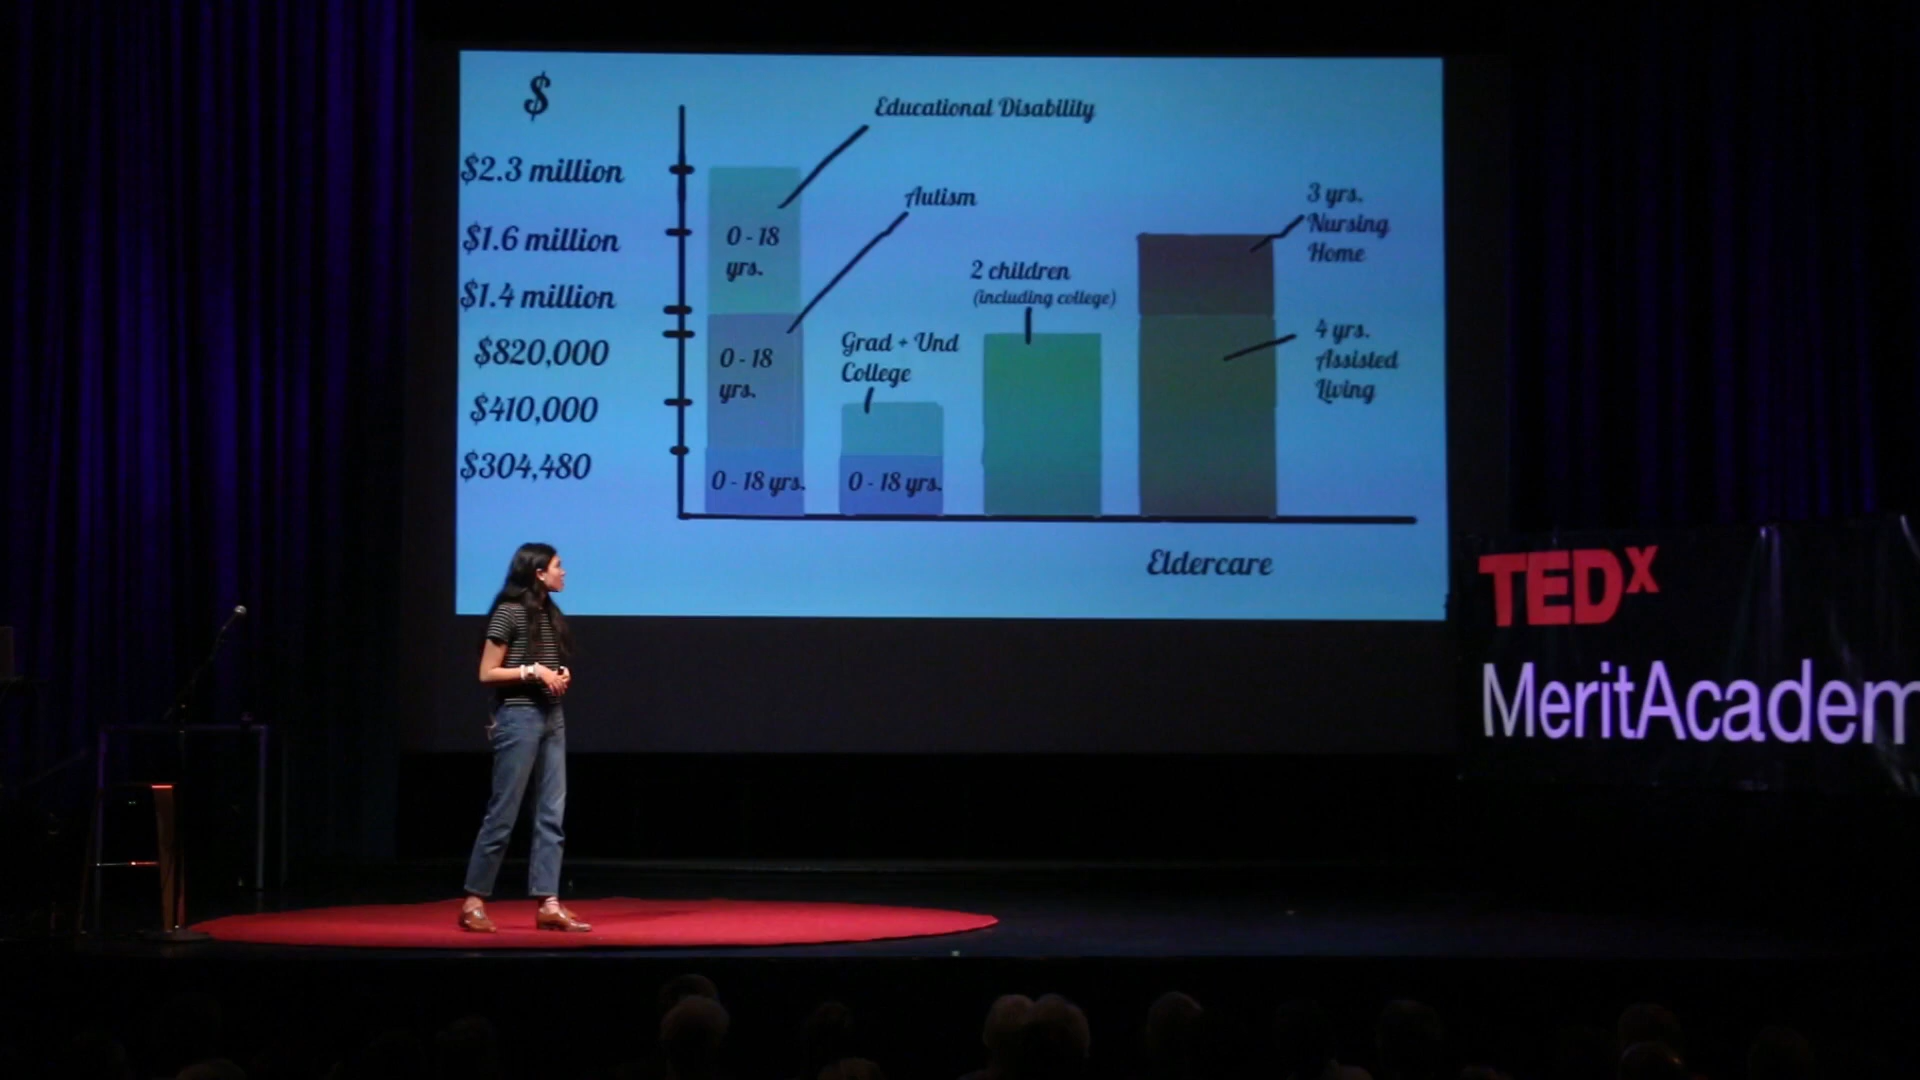 $
$2.3 million
$1.6 million
$1.4 million
$820,000
$410,000
$304,480
Educational Disability
0 - 18
yrs.
Autism
0 - 18
yrs.
0 - 18 yrs.
Grad + Und
College
0 - 18 yrs.
2 children
(including college)
3 yrs.
Nursing
Home
4 yrs.
Assisted
Living
Eldercare
TEDx
MeritAcadem